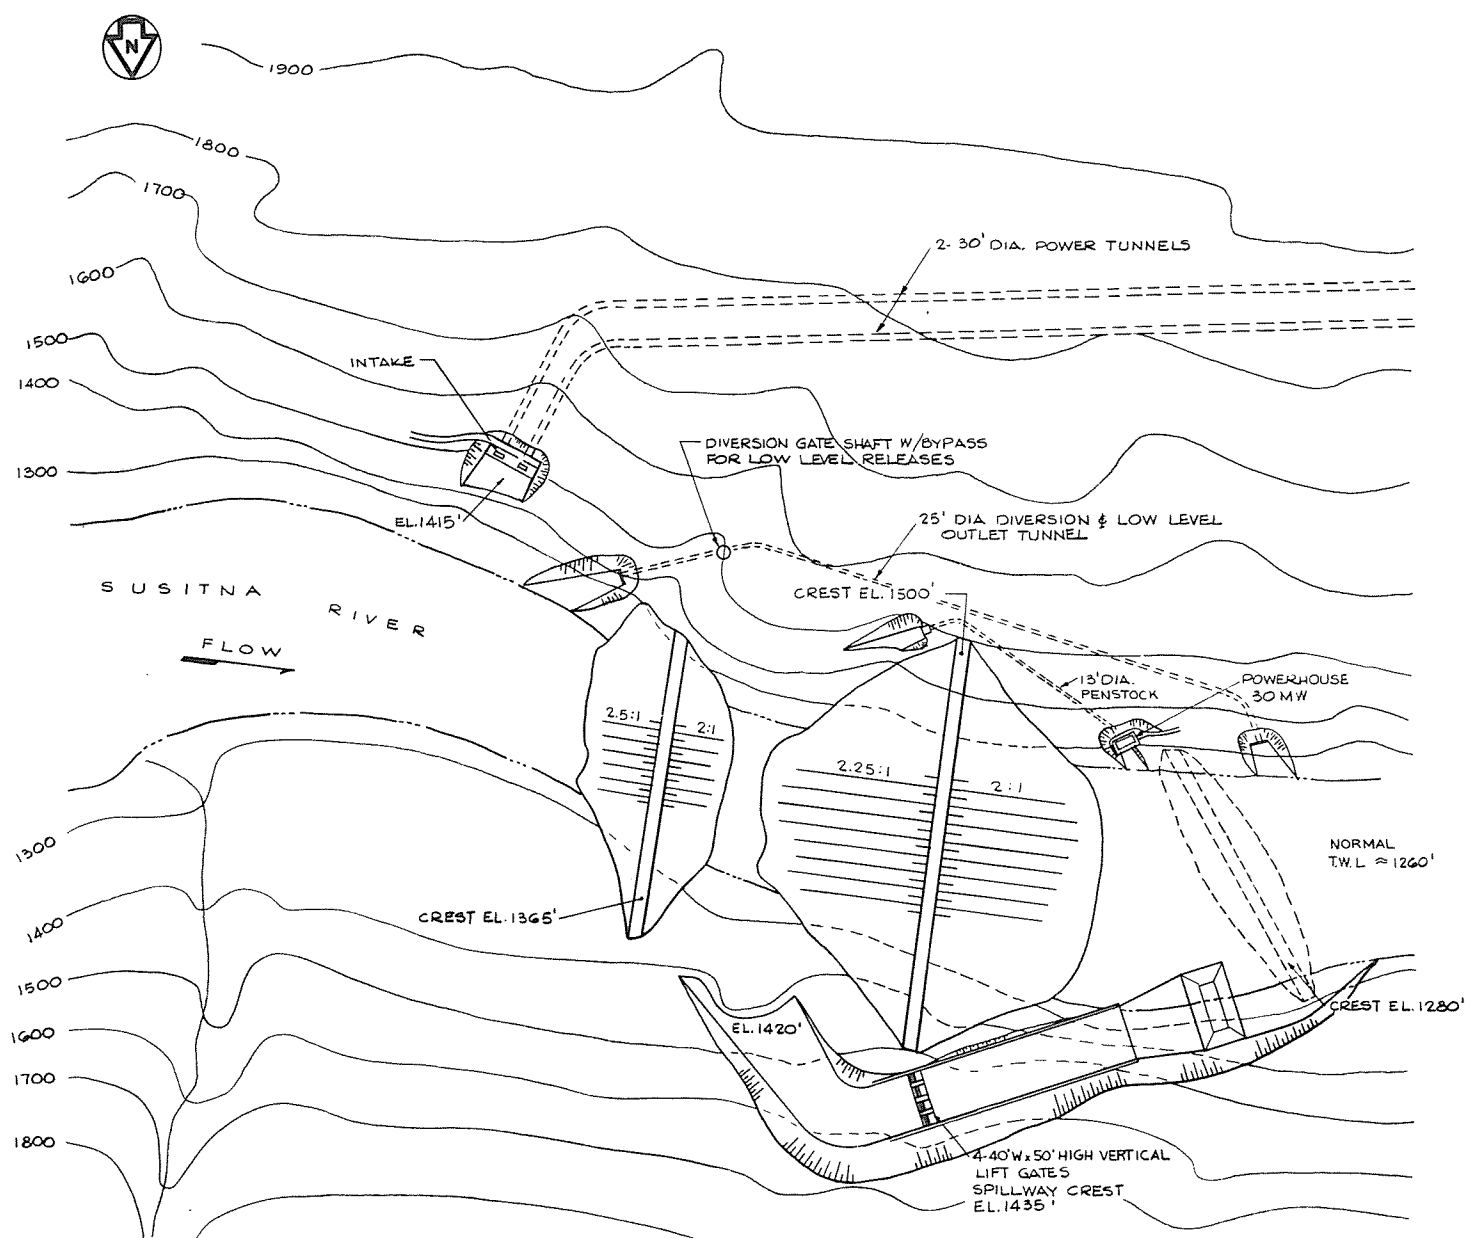 N
1900
1800
1700
1600
1500
1400
1300
2-30' DIA. POWER TUNNELS
INTAKE
EL.1415'
DIVERSION GATE SHAFT W/BYPASS
FOR LOW LEVEL RELEASES
25' DIA DIVERSION & LOW LEVEL
OUTLET TUNNEL
CREST EL.1500'
SUSITNA RIVER
FLOW
13' DIA.
PENSTOCK
POWERHOUSE
30 MW
2.5:1
2:1
2.25:1
2:1
NORMAL
T.W.L ≈ 1260'
CREST EL.1365'
1300
1400
1500
1600
1700
1800
EL.1420'
CREST EL.1280'
4-40'W x 50' HIGH VERTICAL
LIFT GATES
SPILLWAY CREST
EL.1435'